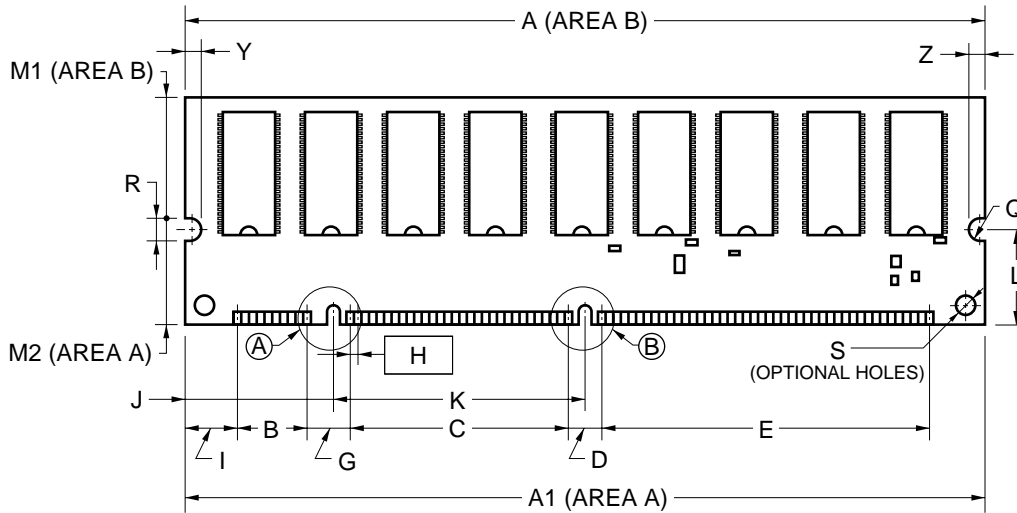 A (AREA B)
Y
Z
M1 (AREA B)
R
Q
L
M2 (AREA A)
A
H
B
S
(OPTIONAL HOLES)
J
K
B
C
E
I
G
D
A1 (AREA A)